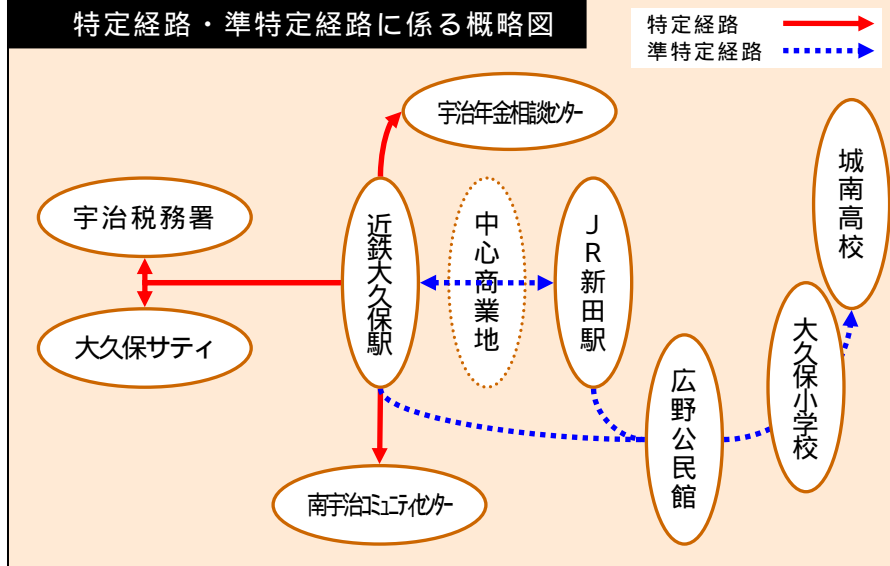 特定経路・準特定経路に係る概略図
特定経路
準特定経路
宇治年金相談センター
城南高校
宇治税務署
近鉄大久保駅
中心商業地
JR新田駅
大久保サティ
大久保小学校
広野公民館
南宇治コミュニティセンター